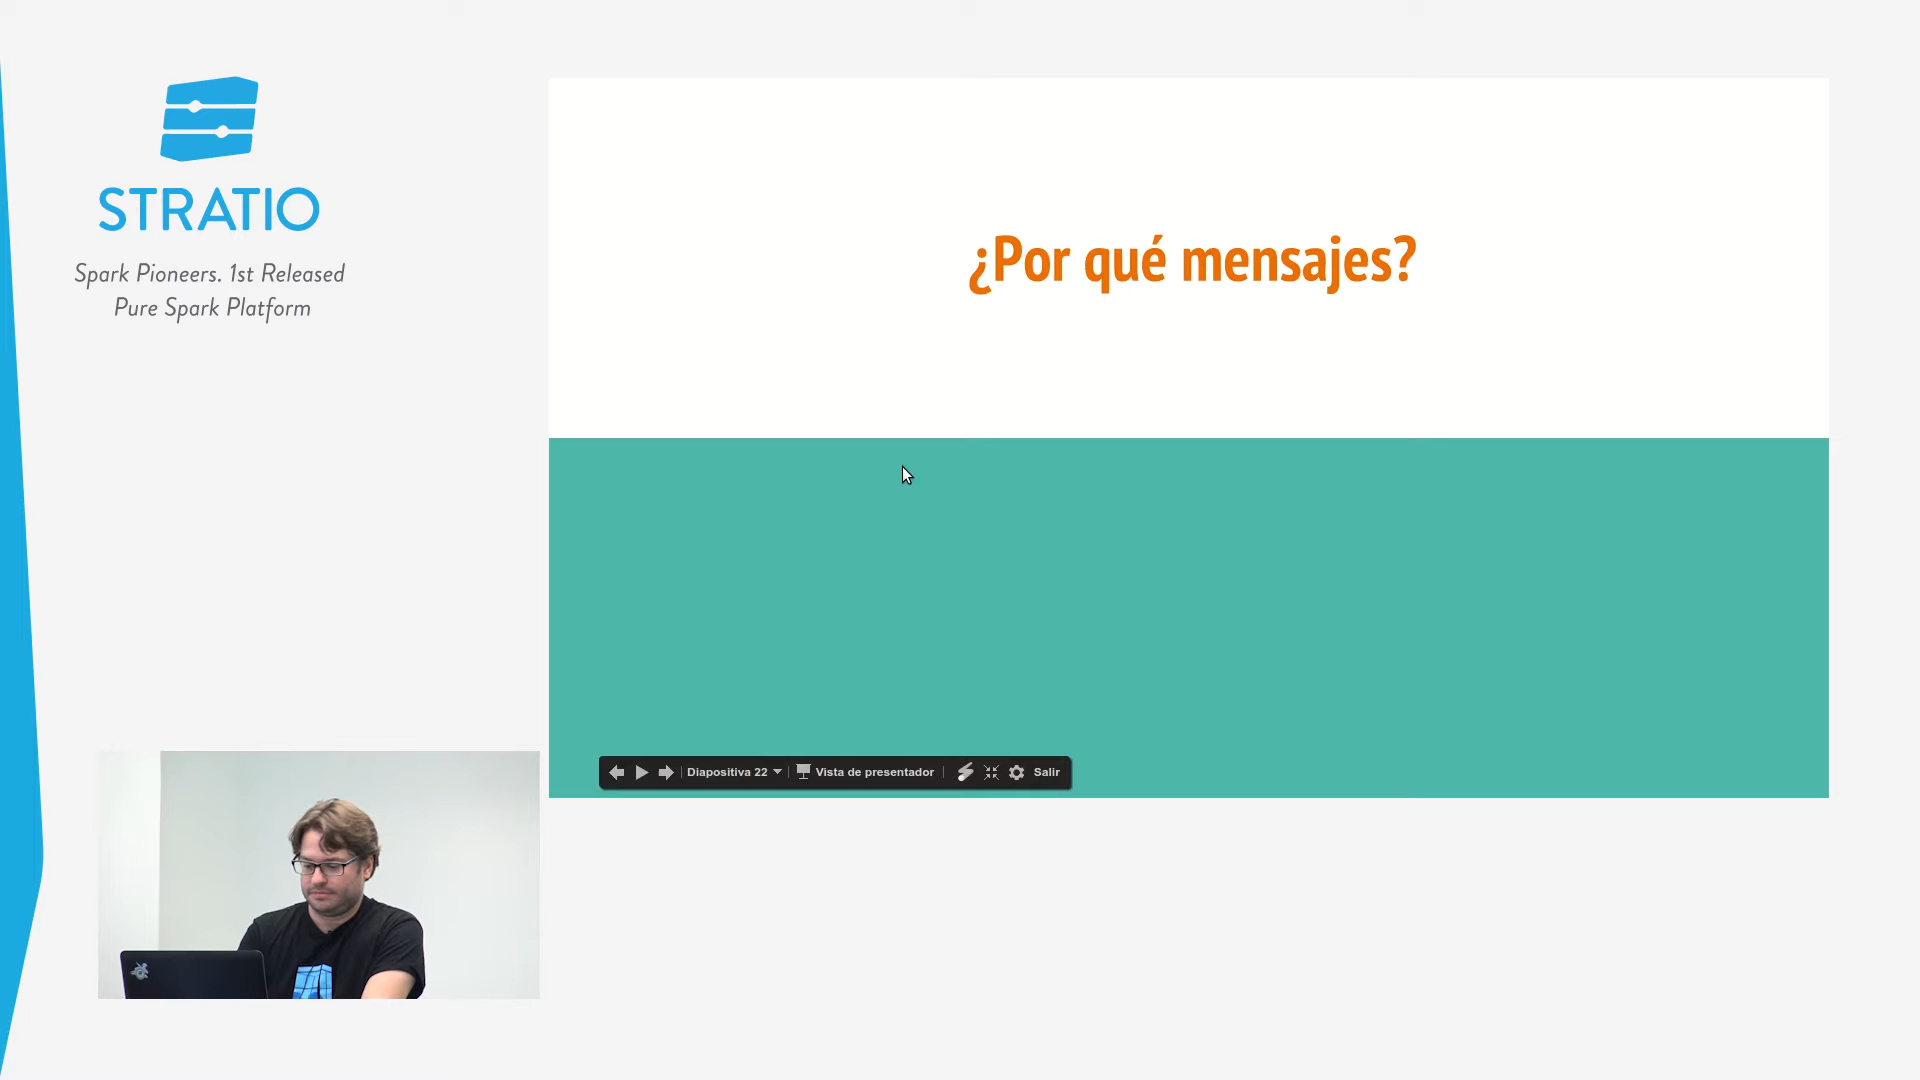 STRATIO
Spark Pioneers. 1st Released
Pure Spark Platform
¿Por qué mensajes?
Diapositiva 22
Vista de presentador
Salir